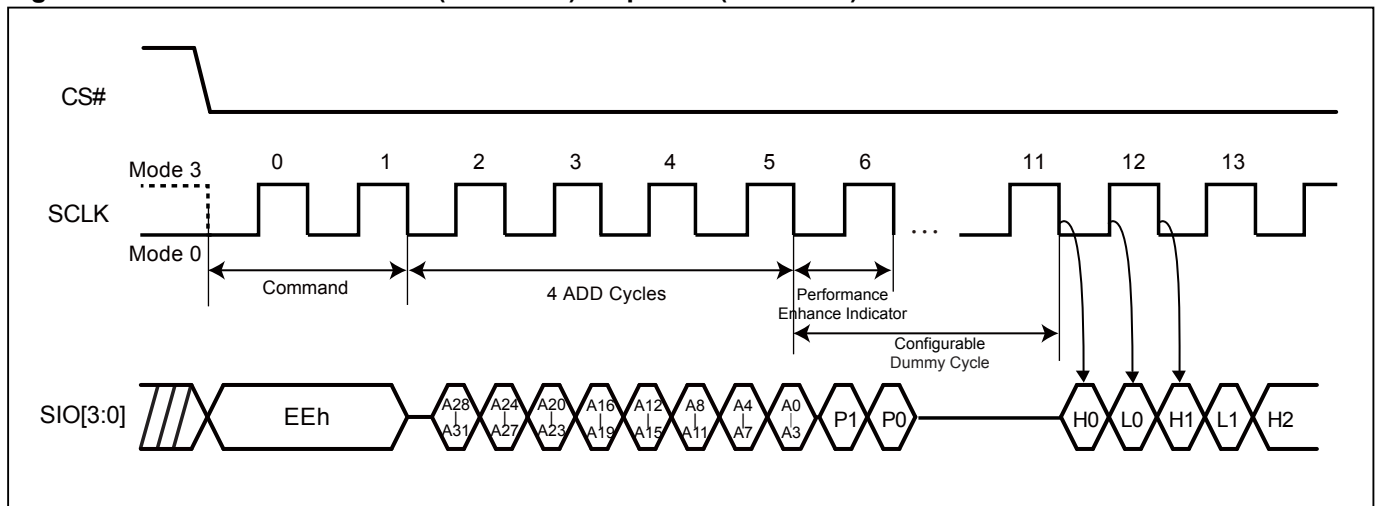 CS#
Mode 3
0 1 2 3 4 5 6 11 12 13
SCLK
...
Mode 0
Command
4 ADD Cycles
Performance
Enhance Indicator
Configurable
Dummy Cycle
SIO[3:0]
EEh
A28 | A31
A24 | A27
A20 | A23
A16 | A19
A12 | A15
A8 | A11
A4 | A7
A0 | A3
P1 P0 H0 L0 H1 L1 H2